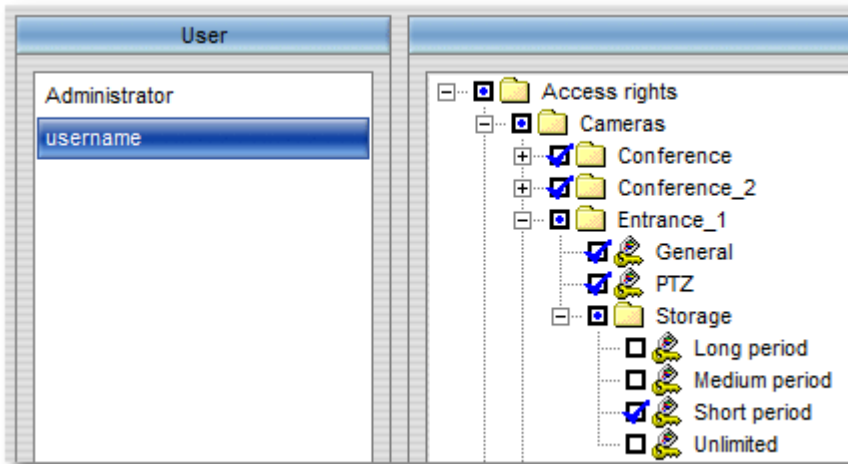 User
Administrator
username
Access rights
Cameras
Conference
Conference_2
Entrance_1
General
PTZ
Storage
Long period
Medium period
Short period
Unlimited